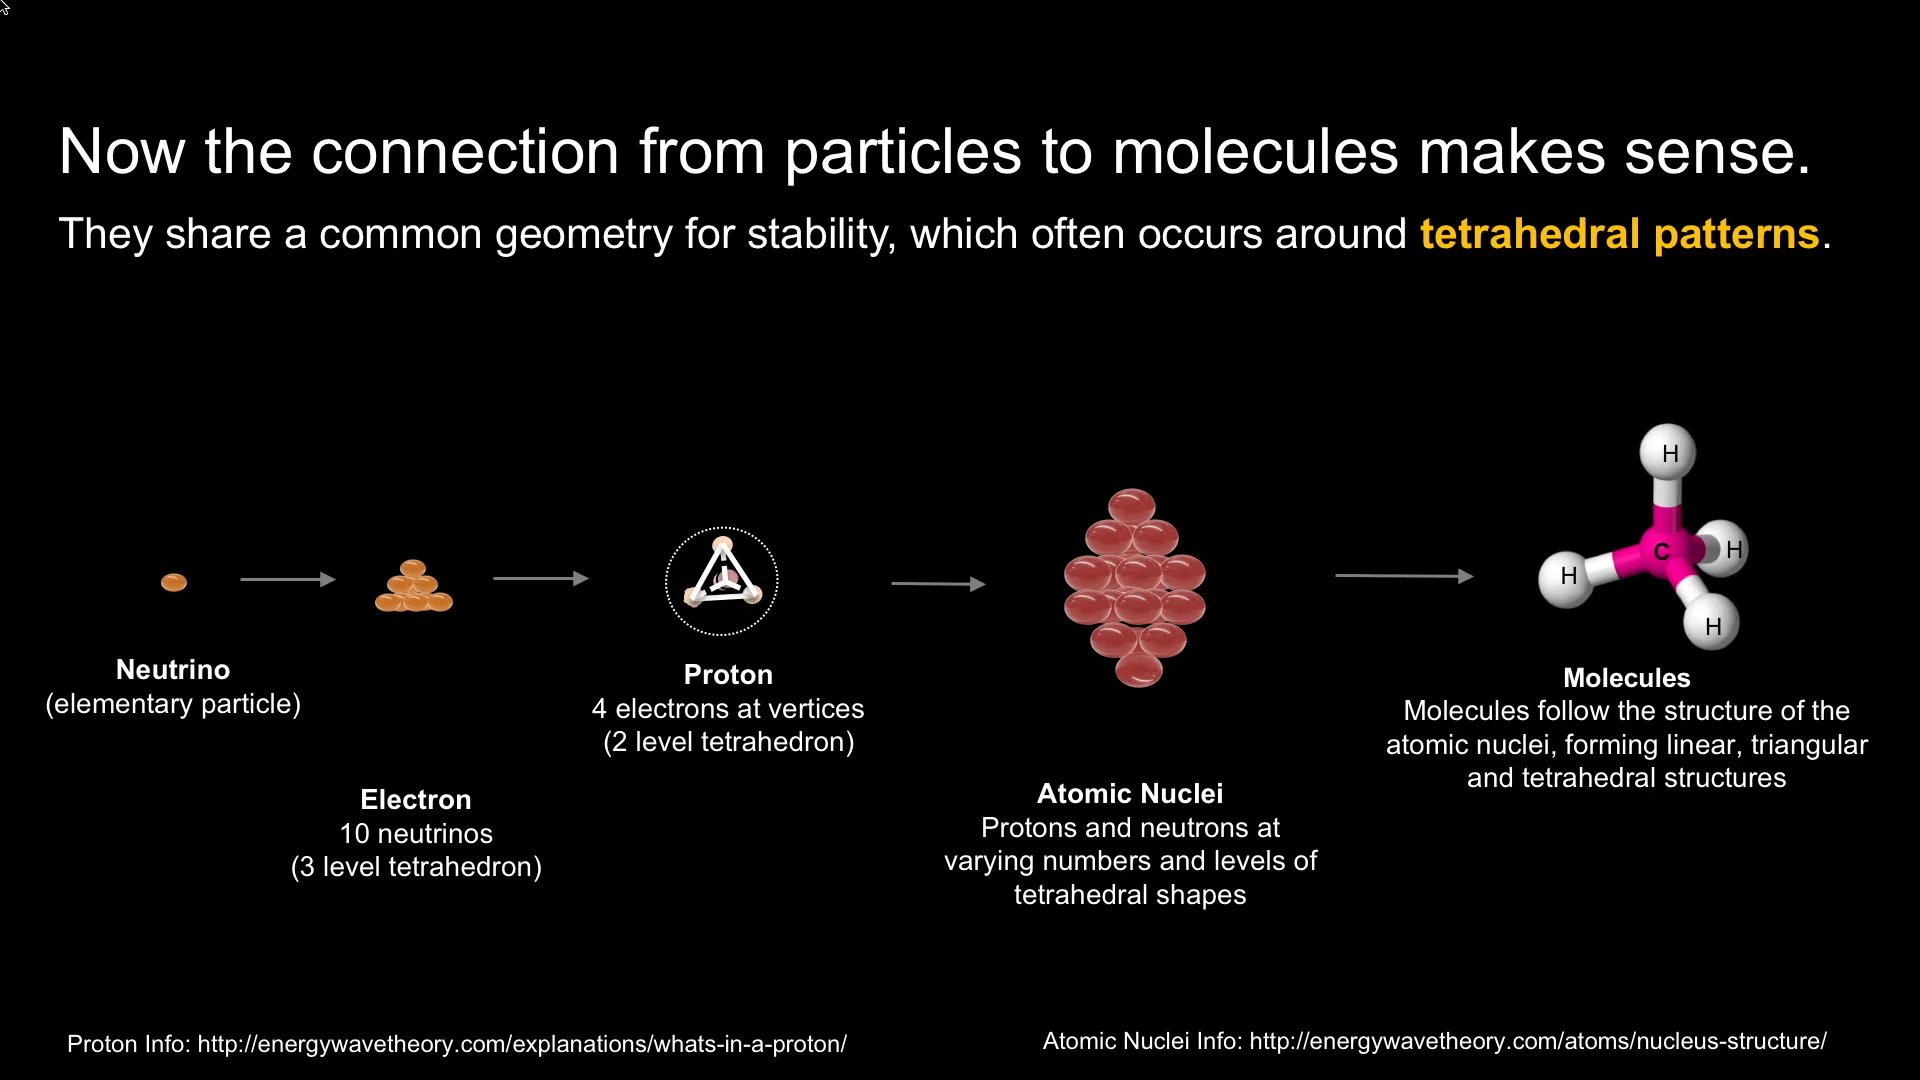 Now the connection from particles to molecules makes sense.
They share a common geometry for stability, which often occurs around tetrahedral patterns.
Neutrino
(elementary particle)
Electron
10 neutrinos
(3 level tetrahedron)
Proton
4 electrons at vertices
(2 level tetrahedron)
Atomic Nuclei
Protons and neutrons at
varying numbers and levels of
tetrahedral shapes
H
C
H
H
H
Molecules
Molecules follow the structure of the
atomic nuclei, forming linear, triangular
and tetrahedral structures
Proton Info: http://energywavetheory.com/explanations/whats-in-a-proton/
Atomic Nuclei Info: http://energywavetheory.com/atoms/nucleus-structure/